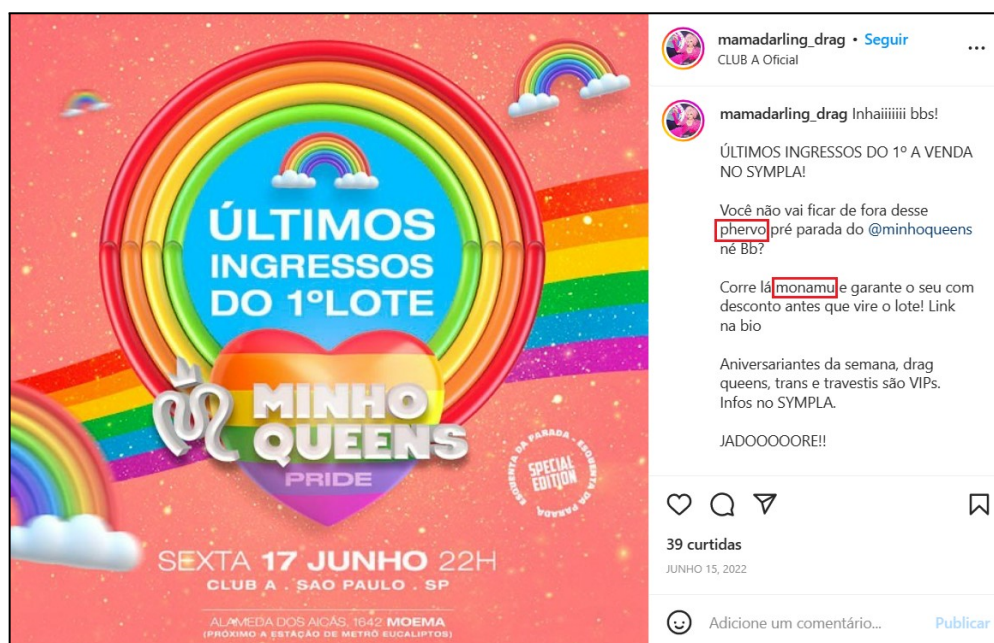 ÚLTIMOS
INGRESSOS
DO 1ºLOTE
MINHO
QUEENS
PRIDE
ESQUENTA DA PARADA . ESQUENTA DA PARADA .
SPECIAL
EDITION
SEXTA 17 JUNHO 22H
CLUB A . SAO PAULO . SP
ALAMEDA DOS AICÁS, 1642 MOEMA
(PRÓXIMO A ESTAÇÃO DE METRÔ EUCALIPTOS)
mamadarling_drag • Seguir
CLUB A Oficial
mamadarling_drag Inhaiiiiiii bbs!
ÚLTIMOS INGRESSOS DO 1º A VENDA
NO SYMPLA!
Você não vai ficar de fora desse
phervo pré parada do @minhoqueens
né Bb?
Corre lá monamu e garante o seu com
desconto antes que vire o lote! Link
na bio
Aniversariantes da semana, drag
queens, trans e travestis são VIPs.
Infos no SYMPLA.
JADOOOOORE!!
39 curtidas
JUNHO 15, 2022
Adicione um comentário...
Publicar